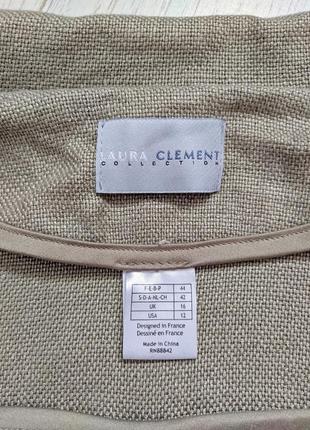 LAURA CLEMENT
COLLECTION
F-E-B-P 44
S-D-A-NL-CH 42
UK 16
USA 12
Designed in France
Dessiné en France
Made in China
RN88842